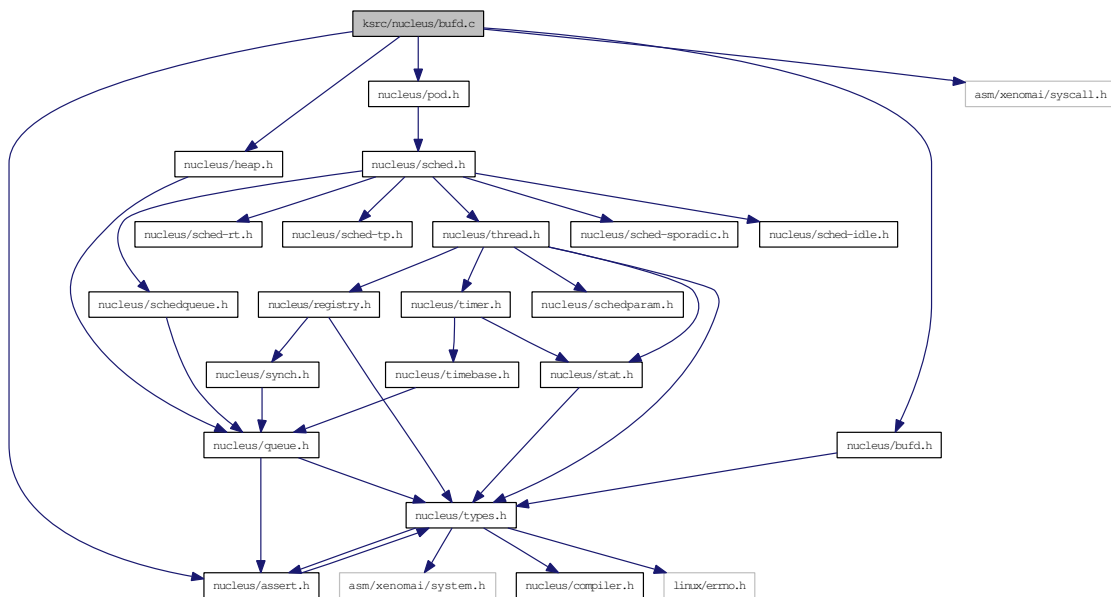 ksrc/nucleus/bufd.c
nucleus/pod.h
asm/xenomai/syscall.h
nucleus/heap.h
nucleus/sched.h
nucleus/sched-rt.h
nucleus/sched-tp.h
nucleus/thread.h
nucleus/sched-sporadic.h
nucleus/sched-idle.h
nucleus/schedqueue.h
nucleus/registry.h
nucleus/timer.h
nucleus/schedparam.h
nucleus/synch.h
nucleus/timebase.h
nucleus/stat.h
nucleus/queue.h
nucleus/bufd.h
nucleus/types.h
nucleus/assert.h
asm/xenomai/system.h
nucleus/compiler.h
linux/errno.h